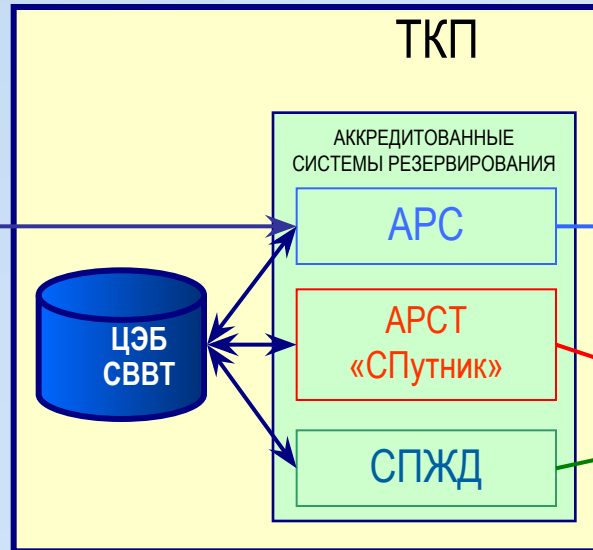 ТКП
АККРЕДИТОВАННЫЕ
СИСТЕМЫ РЕЗЕРВИРОВАНИЯ
АРС
ЦЭБ
СВВТ
АРСТ
«СПутник»
СПЖД